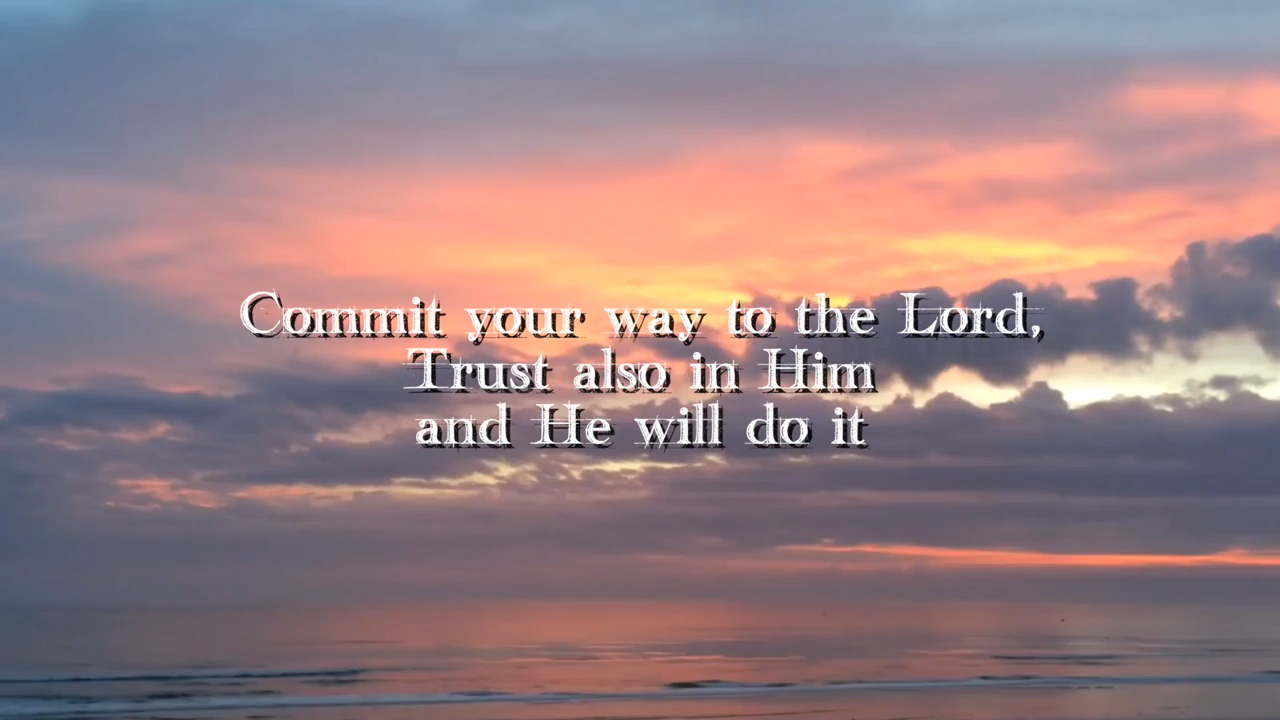 Commit your way to the Lord,
Trust also in Him
and He will do it